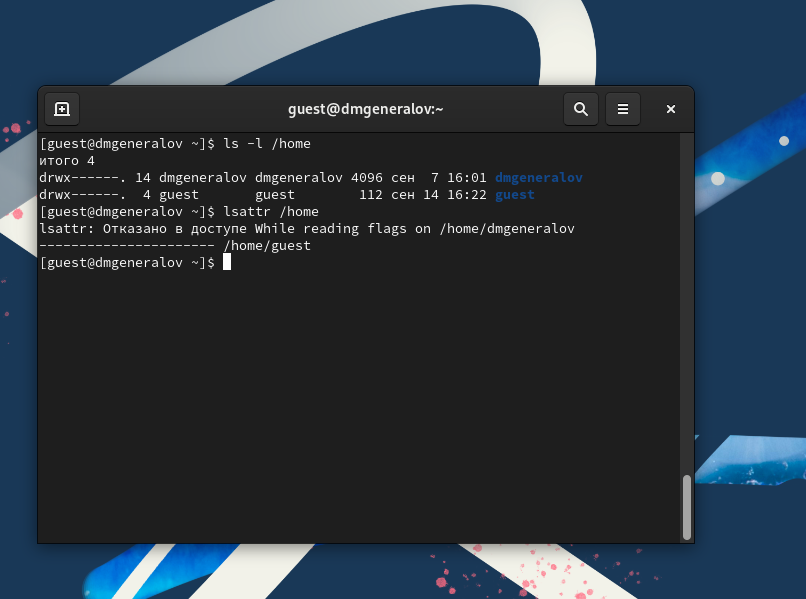 guest@dmgeneralov:~
[guest@dmgeneralov ~]$ ls -l /home
итого 4
drwx------. 14 dmgeneralov dmgeneralov 4096 сен  7 16:01 dmgeneralov
drwx------.  4 guest       guest        112 сен 14 16:22 guest
[guest@dmgeneralov ~]$ lsattr /home
lsattr: Отказано в доступе While reading flags on /home/dmgeneralov
---------------------- /home/guest
[guest@dmgeneralov ~]$